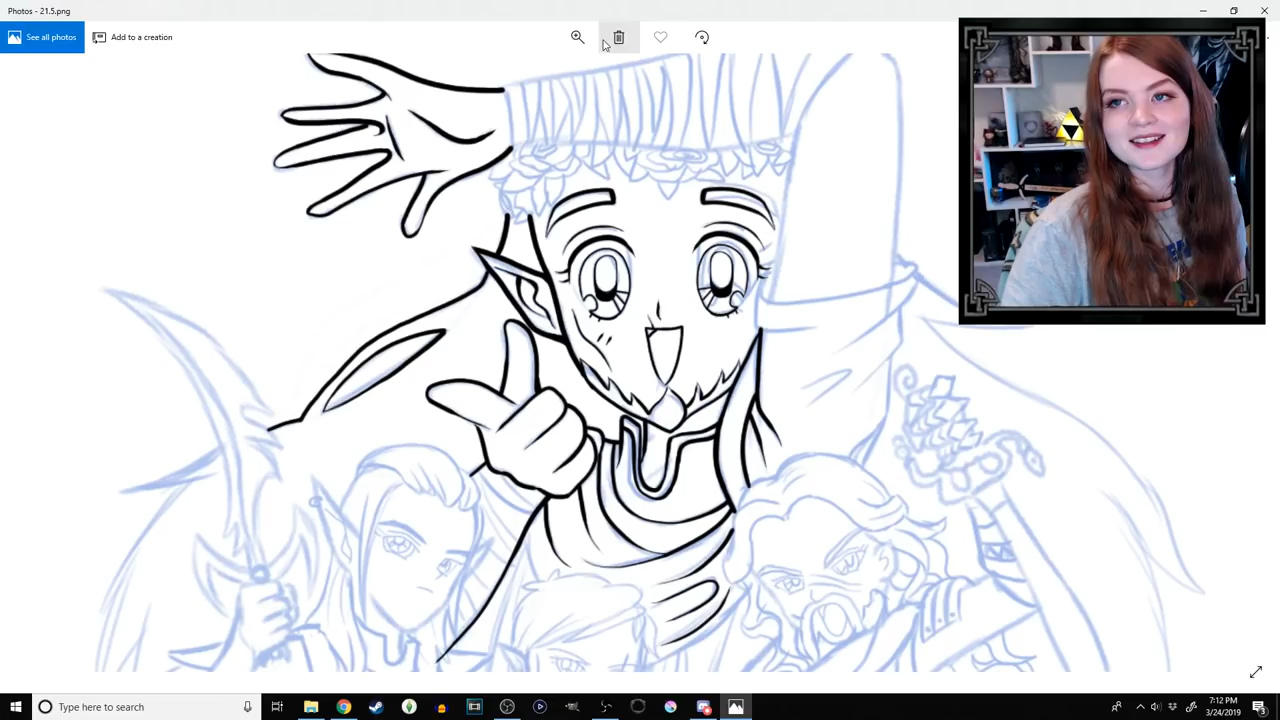 Photos - 21.5.png
See all photos
Add to a creation
Type here to search
7:12 PM
3/24/2019
3